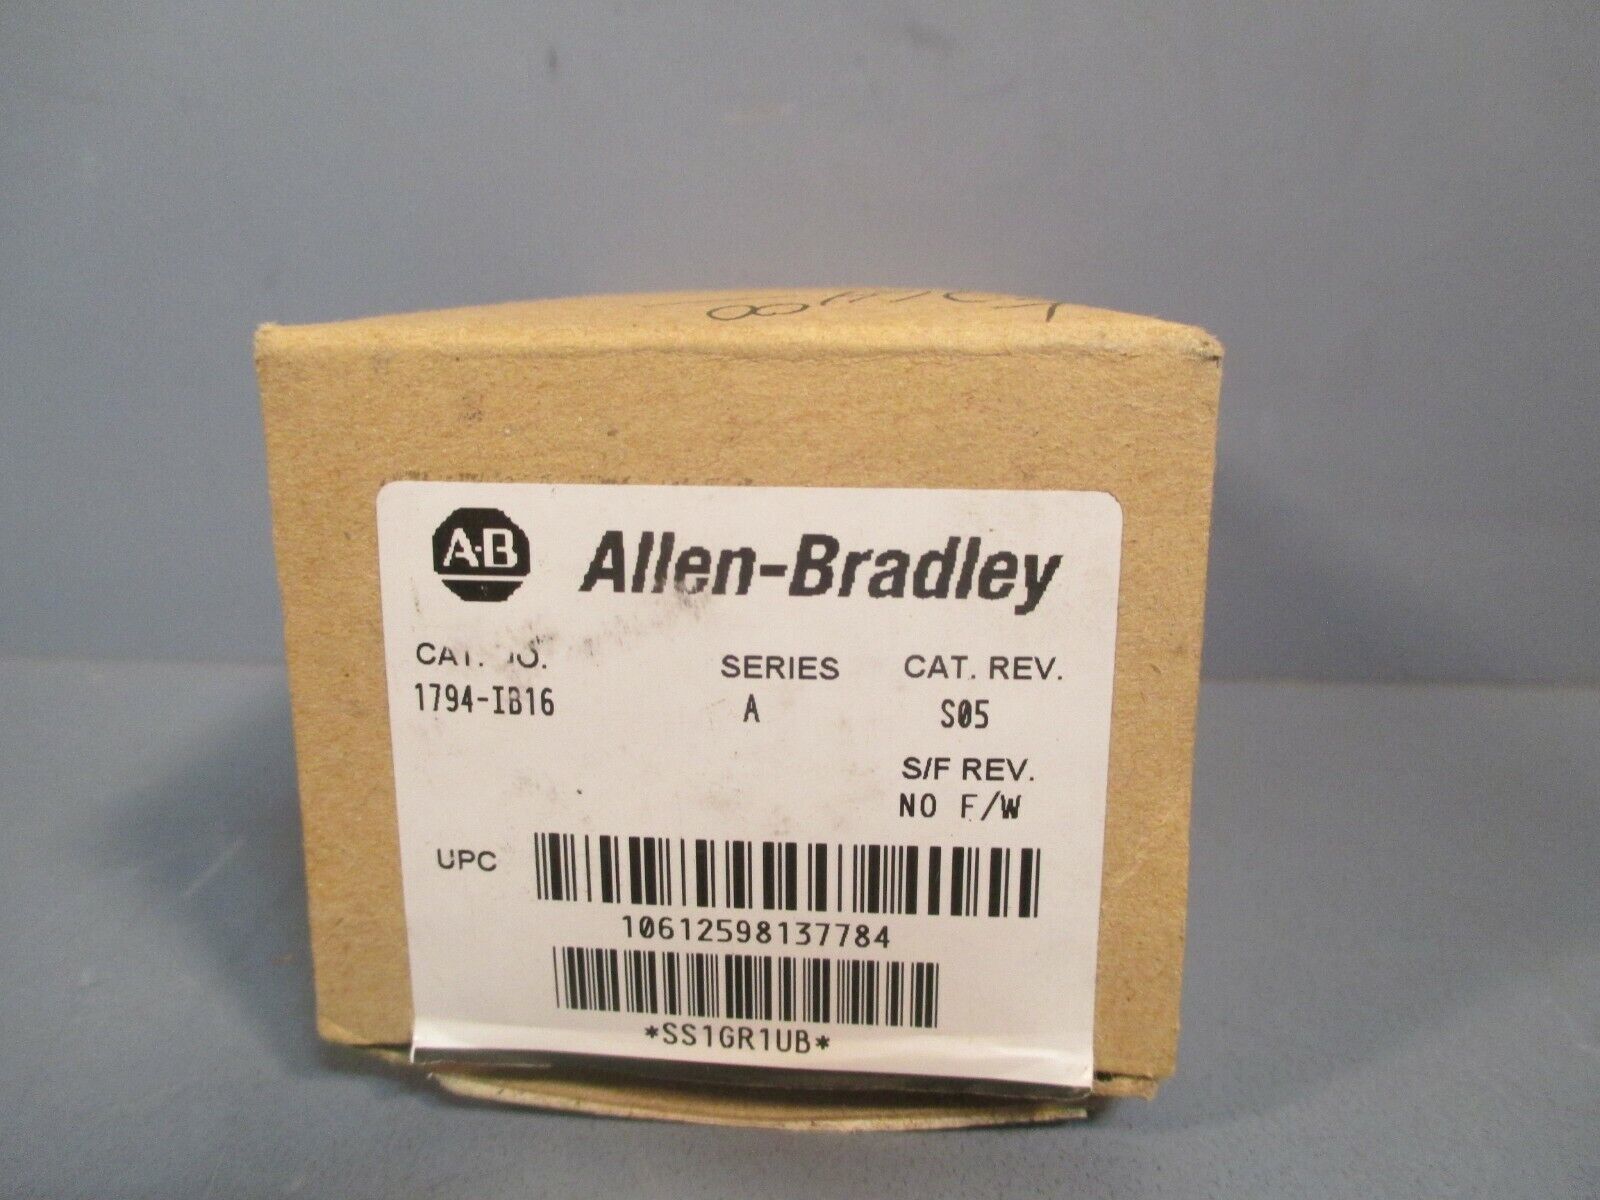 A-B Allen-Bradley
CAT. NO. SERIES CAT. REV.
1794-IB16 A S05
S/F REV.
NO F/W
UPC
10612598137784
*SS1GR1UB*